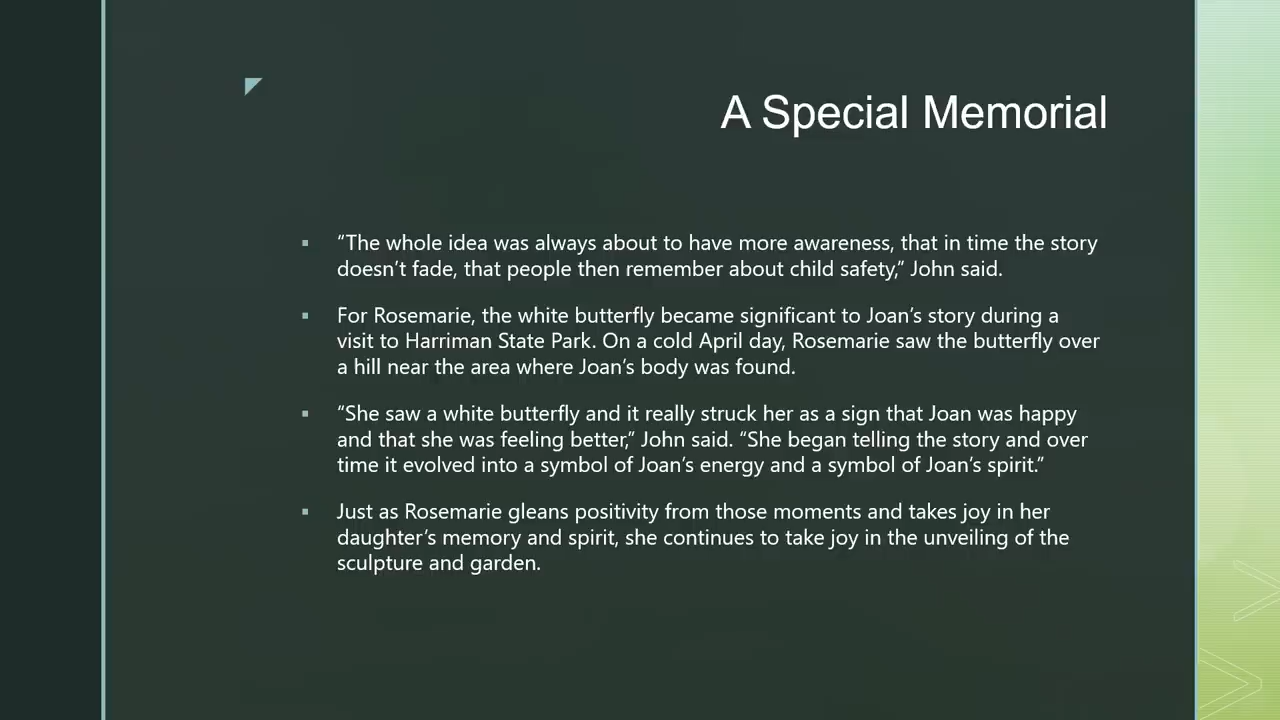 A Special Memorial
▪ “The whole idea was always about to have more awareness, that in time the story
doesn’t fade, that people then remember about child safety,” John said.
▪ For Rosemarie, the white butterfly became significant to Joan’s story during a
visit to Harriman State Park. On a cold April day, Rosemarie saw the butterfly over
a hill near the area where Joan’s body was found.
▪ “She saw a white butterfly and it really struck her as a sign that Joan was happy
and that she was feeling better,” John said. “She began telling the story and over
time it evolved into a symbol of Joan’s energy and a symbol of Joan’s spirit.”
▪ Just as Rosemarie gleans positivity from those moments and takes joy in her
daughter’s memory and spirit, she continues to take joy in the unveiling of the
sculpture and garden.